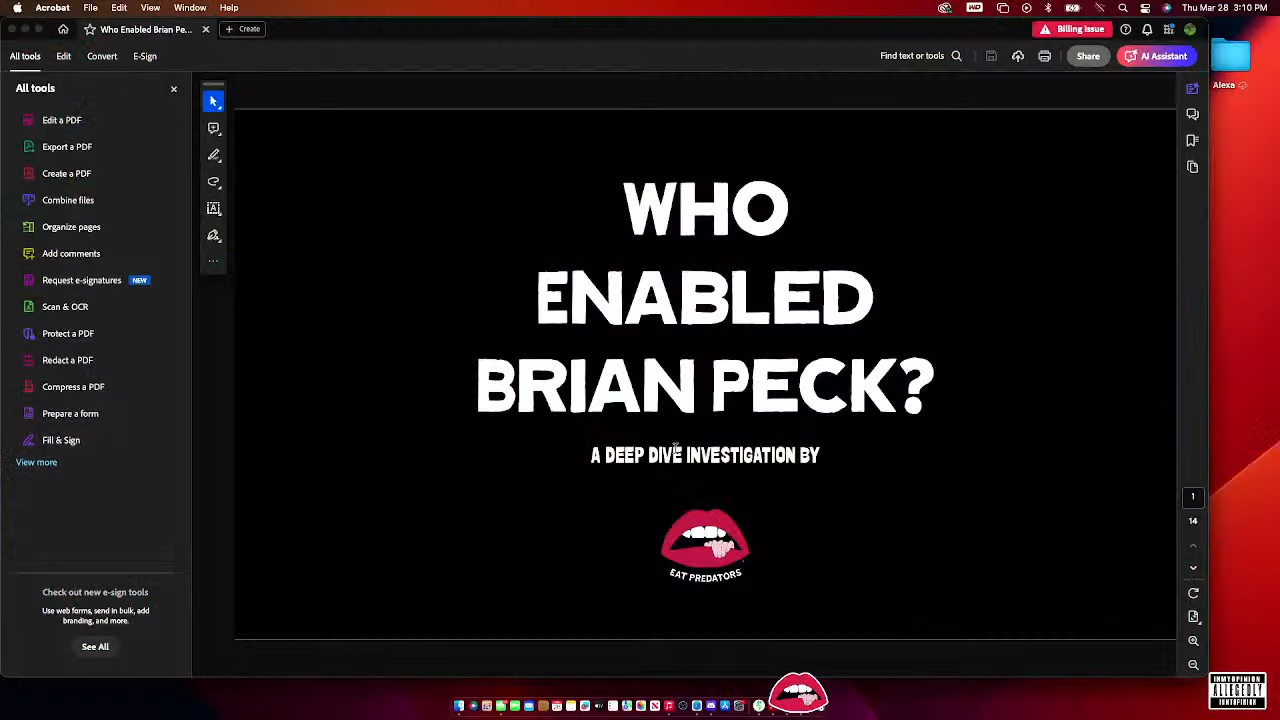 Acrobat File Edit View Window Help
WD
Thu Mar 28 3:10 PM
Who Enabled Brian Pe...
Create
Billing issue
All tools Edit Convert E-Sign
Find text or tools
Share
AI Assistant
Alexa
All tools
Edit a PDF
Export a PDF
Create a PDF
Combine files
Organize pages
Add comments
Request e-signatures NEW
Scan & OCR
Protect a PDF
Redact a PDF
Compress a PDF
Prepare a form
Fill & Sign
View more
Check out new e-sign tools
Use web forms, send in bulk, add
branding, and more.
See All
WHO
ENABLED
BRIAN PECK?
A DEEP DIVE INVESTIGATION BY
EAT PREDATORS
1
14
INMYOPINION
ALLEGEDLY
INMYOPINION